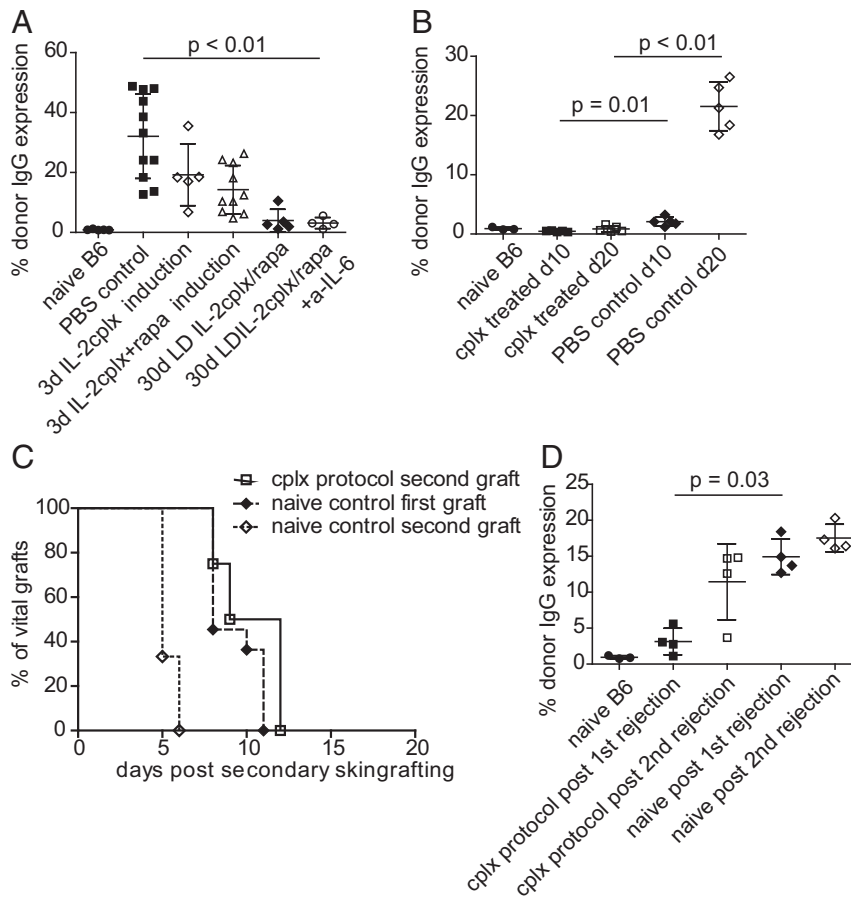 A
p < 0.01
60
40
20
0
% donor IgG expression
naive B6
PBS control
3d IL-2cplx induction
3d IL-2cplx+rapa induction
30d LD IL-2cplx/rapa
30d LDIL-2cplx/rapa
+a-IL-6
B
p < 0.01
p = 0.01
30
20
10
0
% donor IgG expression
naive B6
cplx treated d10
cplx treated d20
PBS control d10
PBS control d20
C
cplx protocol second graft
naive control first graft
naive control second graft
100
80
60
40
20
0
% of vital grafts
0 5 10 15 20
days post secondary skingrafting
D
p = 0.03
25
20
15
10
5
0
% donor IgG expression
naive B6
cplx protocol post 1st rejection
cplx protocol post 2nd rejection
naive post 1st rejection
naive post 2nd rejection